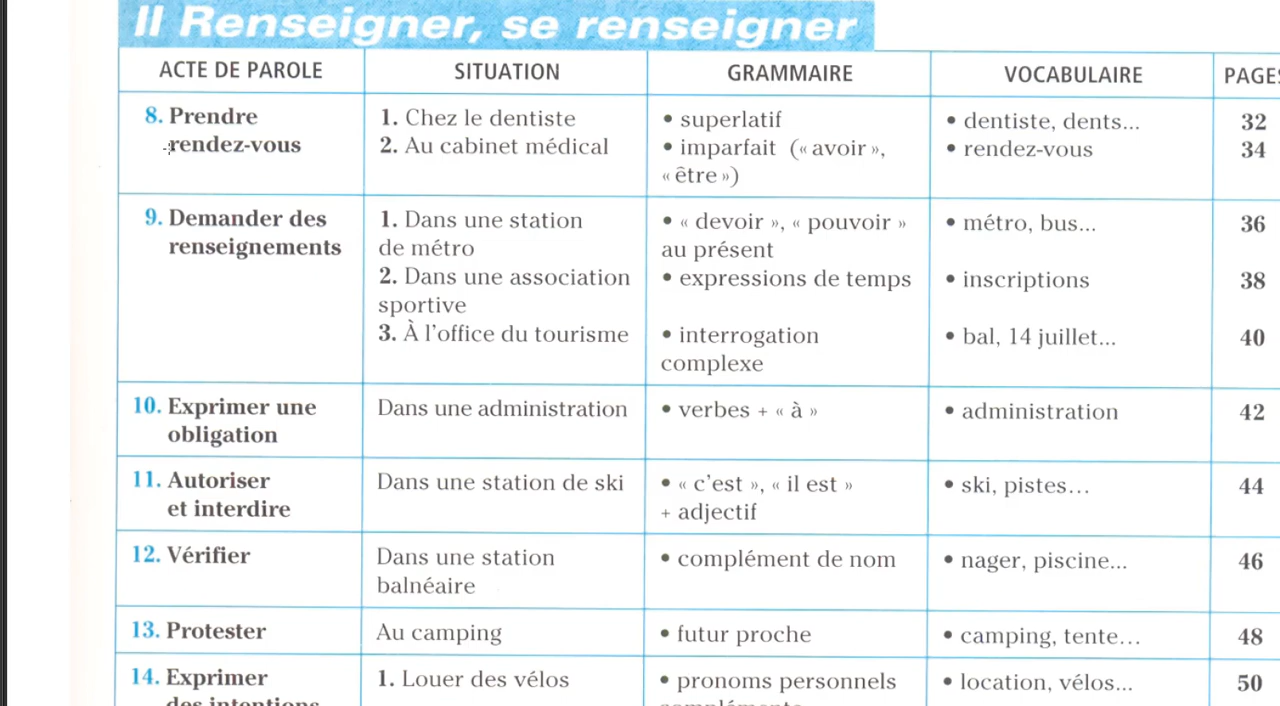 II Renseigner, se renseigner
ACTE DE PAROLE SITUATION GRAMMAIRE VOCABULAIRE PAGES
8. Prendre 1. Chez le dentiste • superlatif • dentiste, dents... 32
rendez-vous 2. Au cabinet médical • imparfait (« avoir », • rendez-vous 34
« être »)
9. Demander des 1. Dans une station • « devoir », « pouvoir » • métro, bus... 36
renseignements de métro au présent
2. Dans une association • expressions de temps • inscriptions 38
sportive
3. À l'office du tourisme • interrogation • bal, 14 juillet... 40
complexe
10. Exprimer une Dans une administration • verbes + « à » • administration 42
obligation
11. Autoriser Dans une station de ski • « c'est », « il est » • ski, pistes... 44
et interdire + adjectif
12. Vérifier Dans une station • complément de nom • nager, piscine... 46
balnéaire
13. Protester Au camping • futur proche • camping, tente... 48
14. Exprimer 1. Louer des vélos • pronoms personnels • location, vélos... 50
des intentions